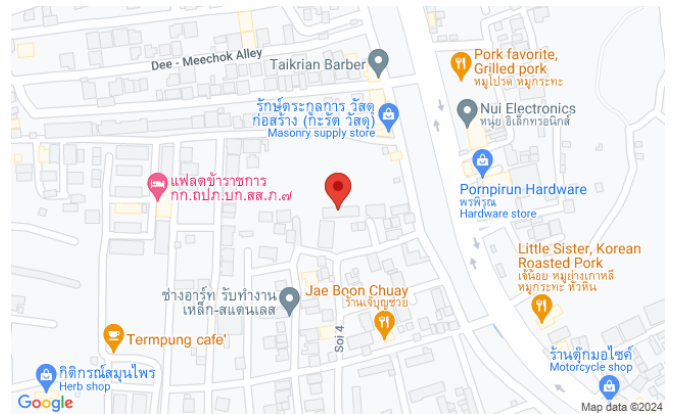 Dee - Meechok Alley
Taikrian Barber
Pork favorite,
Grilled pork
หมูโปรด หมูกระทะ
รักษ์ตระกูลการ วัสดุ
ก่อสร้าง (กะรัต วัสดุ)
Masonry supply store
Nui Electronics
หนุ่ย อิเล็กทรอนิกส์
แฟลตข้าราชการ
กก.ถปภ.บก.สส.ภ.๗
Pornpirun Hardware
พรพิรุณ
Hardware store
Little Sister, Korean
Roasted Pork
เจ๊น้อย หมูย่างเกาหลี
หมูกระทะ หัวหิน
ช่างอาร์ท รับทำงาน
เหล็ก-สแตนเลส
Jae Boon Chuay
ร้านเจ๊บุญช่วย
Soi 4
Termpung cafe'
ร้านตุ๊กมอไซค์
Motorcycle shop
กิติกรณ์สมุนไพร
Herb shop
Google
Map data ©2024